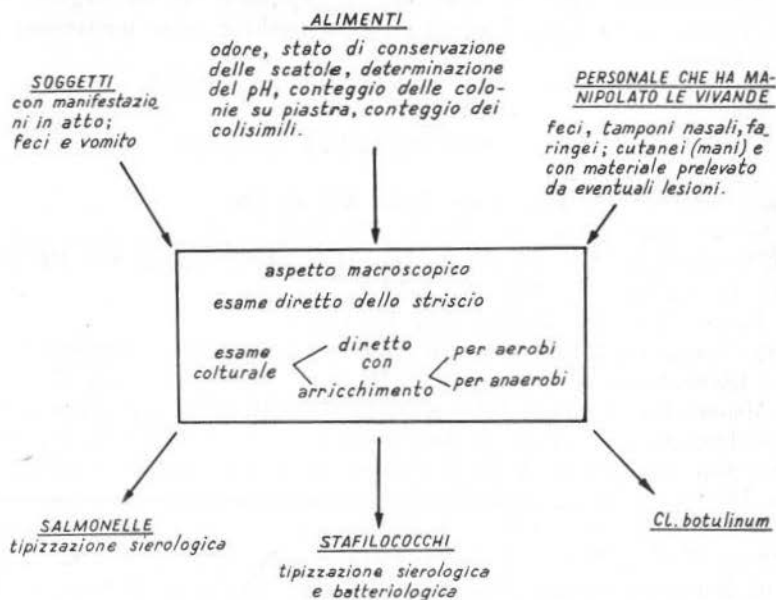 ALIMENTI
odore, stato di conservazione
delle scatole, determinazione
del pH, conteggio delle colo-
nie su piastra, conteggio dei
colisimili.
SOGGETTI
con manifestazio
ni in atto;
feci e vomito
PERSONALE CHE HA MA-
NIPOLATO LE VIVANDE
feci, tamponi nasali, fa
ringei; cutanei (mani) e
con materiale prelevato
da eventuali lesioni.
aspetto macroscopico
esame diretto dello striscio
esame
colturale
diretto
con
arricchimento
per aerobi
per anaerobi
SALMONELLE
tipizzazione sierologica
STAFILOCOCCHI
tipizzazione sierologica
e batteriologica
Cl. botulinum